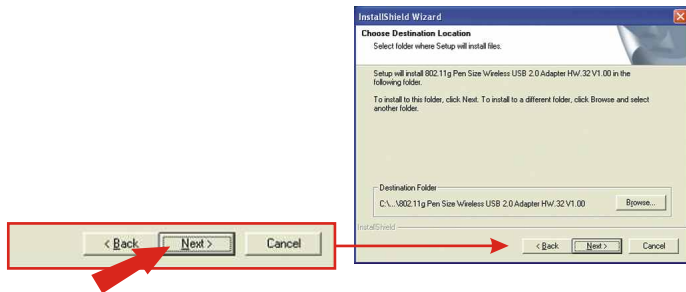 InstallShield Wizard
Choose Destination Location
Select folder where Setup will install files.
Setup will install 802.11g Pen Size Wireless USB 2.0 Adapter HW.32 V1.00 in the
following folder.
To install to this folder, click Next. To install to a different folder, click Browse and select
another folder.
Destination Folder
C:\...\802.11g Pen Size Wireless USB 2.0 Adapter HW.32 V1.00
Browse...
InstallShield
< Back
Next >
Cancel
< Back
Next >
Cancel